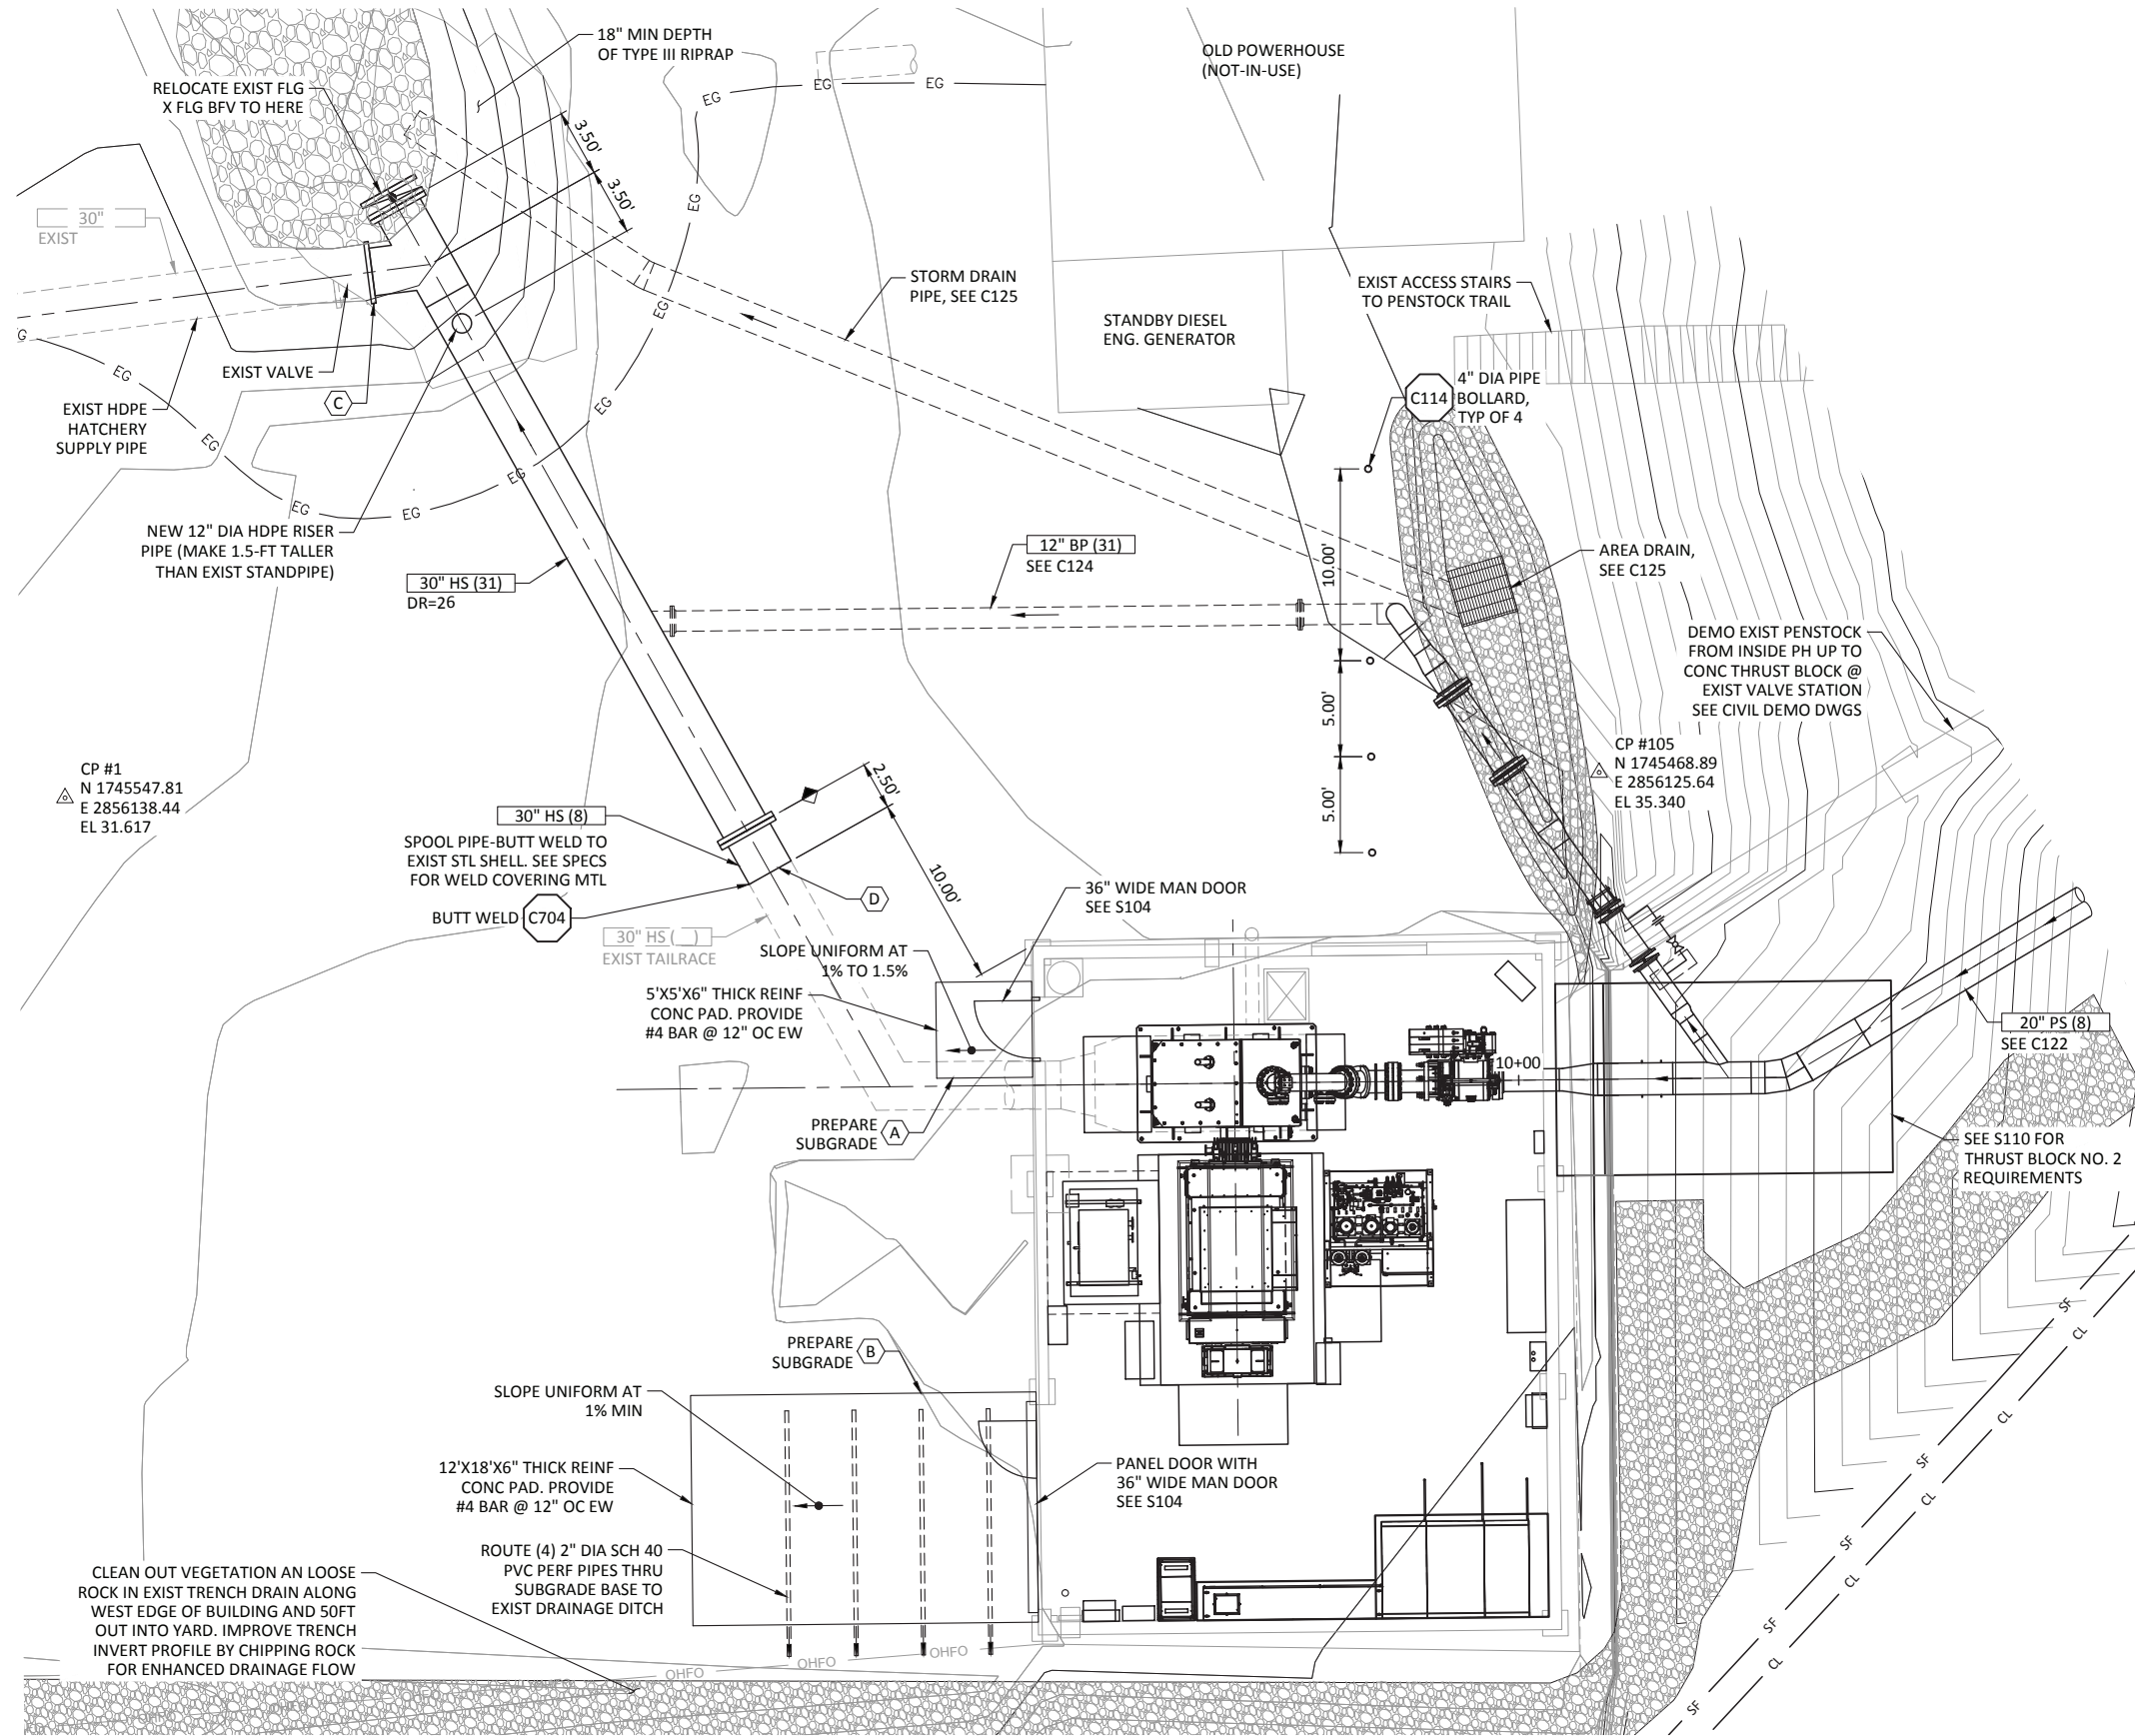 18" MIN DEPTH
OF TYPE III RIPRAP
OLD POWERHOUSE
(NOT-IN-USE)
RELOCATE EXIST FLG
X FLG BFV TO HERE
EG
EG
EG
EG
EG
EG
EG
EG
EG
EG
EG
EG
3.50'
3.50'
30"
EXIST
STORM DRAIN
PIPE, SEE C125
EXIST ACCESS STAIRS
TO PENSTOCK TRAIL
STANDBY DIESEL
ENG. GENERATOR
EXIST VALVE
C
EXIST HDPE
HATCHERY
SUPPLY PIPE
C114
4" DIA PIPE
BOLLARD,
TYP OF 4
NEW 12" DIA HDPE RISER
PIPE (MAKE 1.5-FT TALLER
THAN EXIST STANDPIPE)
30" HS (31)
DR=26
12" BP (31)
SEE C124
10.00'
5.00'
5.00'
AREA DRAIN,
SEE C125
DEMO EXIST PENSTOCK
FROM INSIDE PH UP TO
CONC THRUST BLOCK @
EXIST VALVE STATION
SEE CIVIL DEMO DWGS
CP #105
N 1745468.89
E 2856125.64
EL 35.340
CP #1
N 1745547.81
E 2856138.44
EL 31.617
2.50'
10.00'
30" HS (8)
SPOOL PIPE-BUTT WELD TO
EXIST STL SHELL. SEE SPECS
FOR WELD COVERING MTL
BUTT WELD
C704
D
30" HS (__)
EXIST TAILRACE
36" WIDE MAN DOOR
SEE S104
SLOPE UNIFORM AT
1% TO 1.5%
5'X5'X6" THICK REINF
CONC PAD. PROVIDE
#4 BAR @ 12" OC EW
20" PS (8)
SEE C122
10+00
PREPARE
SUBGRADE
A
SEE S110 FOR
THRUST BLOCK NO. 2
REQUIREMENTS
PREPARE
SUBGRADE
B
SLOPE UNIFORM AT
1% MIN
12'X18'X6" THICK REINF
CONC PAD. PROVIDE
#4 BAR @ 12" OC EW
PANEL DOOR WITH
36" WIDE MAN DOOR
SEE S104
ROUTE (4) 2" DIA SCH 40
PVC PERF PIPES THRU
SUBGRADE BASE TO
EXIST DRAINAGE DITCH
CLEAN OUT VEGETATION AN LOOSE
ROCK IN EXIST TRENCH DRAIN ALONG
WEST EDGE OF BUILDING AND 50FT
OUT INTO YARD. IMPROVE TRENCH
INVERT PROFILE BY CHIPPING ROCK
FOR ENHANCED DRAINAGE FLOW
OHFO
OHFO
OHFO
SF
CL
CL
SF
CL
SF
CL
SF
CL
SF